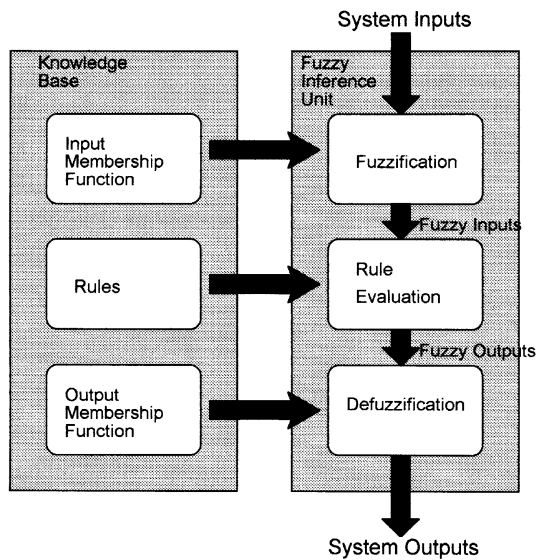 System Inputs
Knowledge
Base
Fuzzy
Inference
Unit
Input
Membership
Function
Fuzzification
Fuzzy Inputs
Rules
Rule
Evaluation
Fuzzy Outputs
Output
Membership
Function
Defuzzification
System Outputs